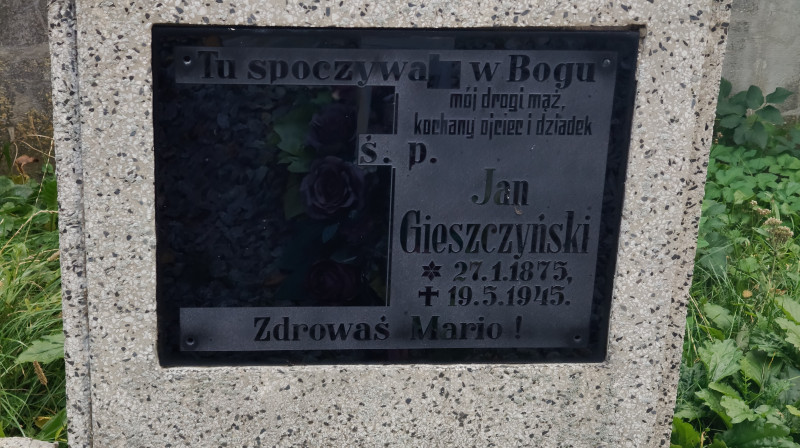 Tu spoczywa w Bogu
mój drogi mąż,
kochany ojciec i dziadek
ś. p.
Jan
Gieszczyński
✶ 27.1.1875,
✝ 19.5.1945.
Zdrowaś Mario!